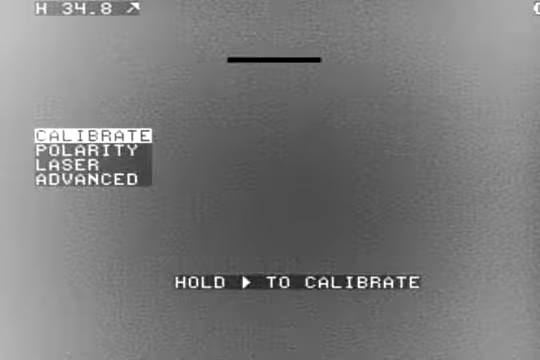 H 34.8 ↗
CALIBRATE
POLARITY
LASER
ADVANCED
HOLD ▶ TO CALIBRATE